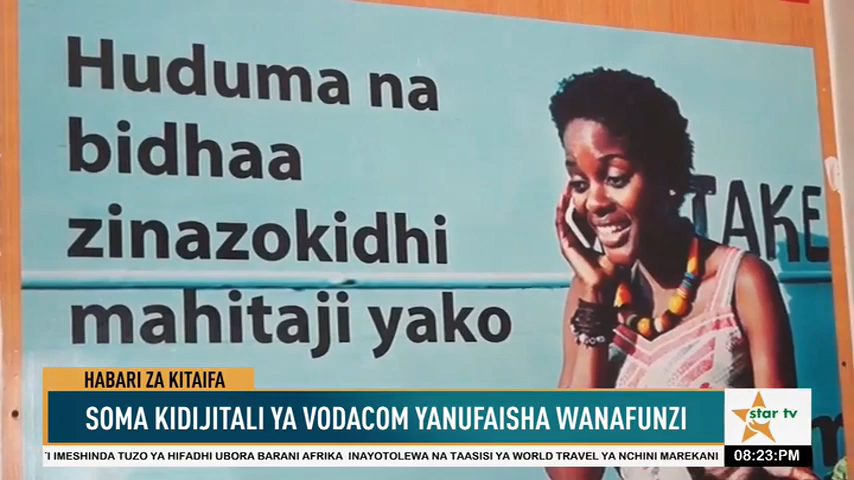 Huduma na
bidhaa
zinazokidhi
mahitaji yako
TAKE
HABARI ZA KITAIFA
SOMA KIDIJITALI YA VODACOM YANUFAISHA WANAFUNZI
star tv
TI IMESHINDA TUZO YA HIFADHI UBORA BARANI AFRIKA INAYOTOLEWA NA TAASISI YA WORLD TRAVEL YA NCHINI MAREKANI
08:23:PM